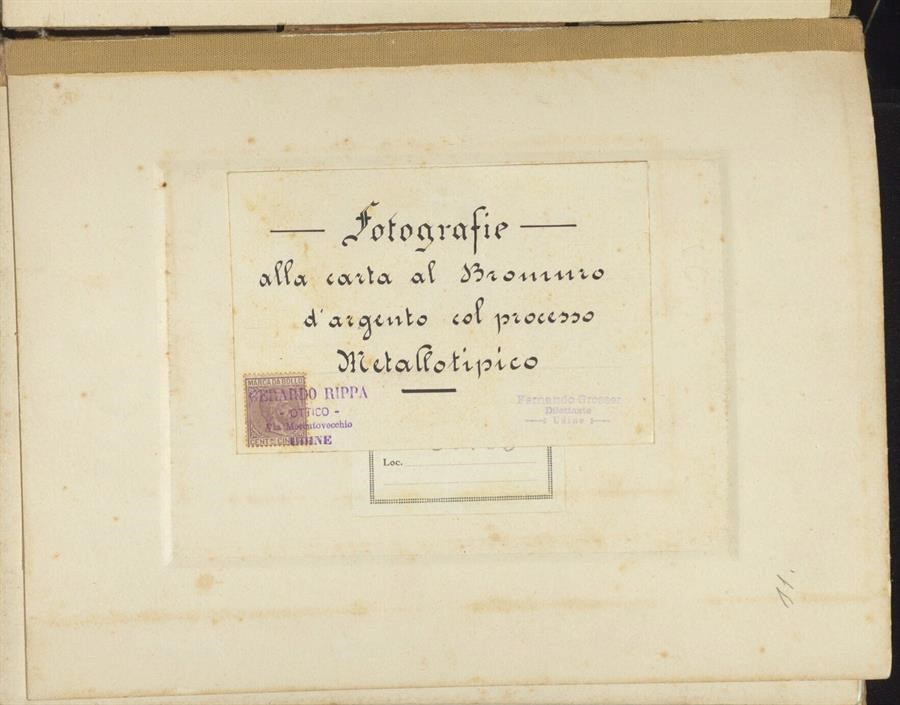 — Fotografie —
alla carta al Bromuro
d'argento col processo
Metallotipico
MARCA DA BOLLO
GERARDO RIPPA
- OTTICO -
Via Mercatovecchio
UDINE
Fernando Grosser
Dilettante
Udine
Loc.
11.